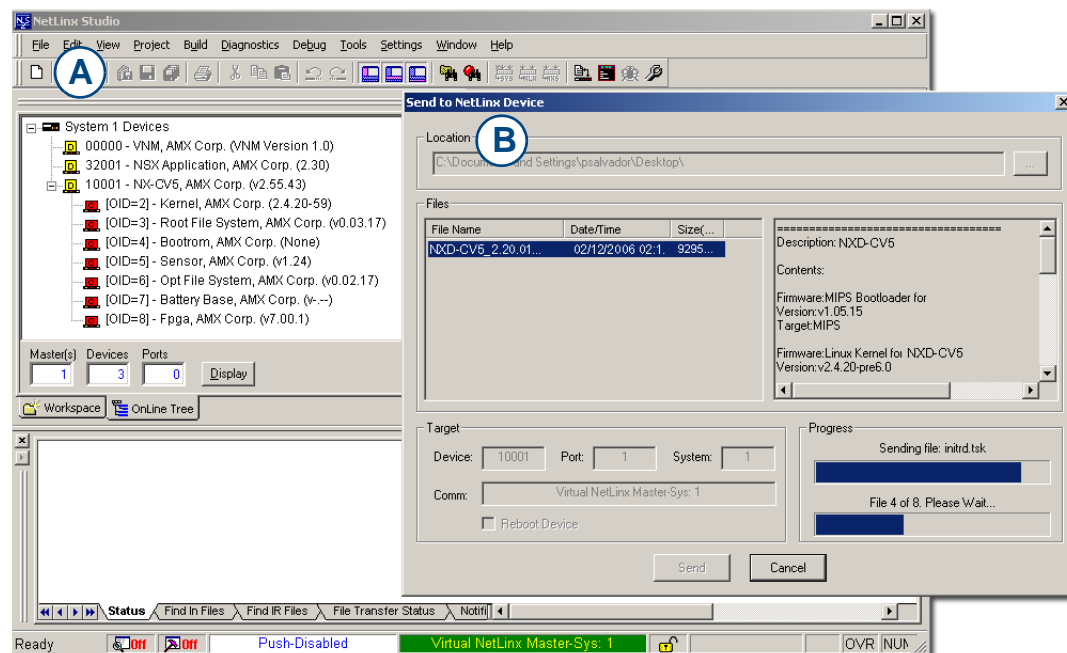 NetLinx Studio
File Edit View Project Build Diagnostics Debug Tools Settings Window Help
A
System 1 Devices
00000 - VNM, AMX Corp. (VNM Version 1.0)
32001 - NSX Application, AMX Corp. (2.30)
10001 - NX-CV5, AMX Corp. (v2.55.43)
[OID=2] - Kernel, AMX Corp. (2.4.20-59)
[OID=3] - Root File System, AMX Corp. (v0.03.17)
[OID=4] - Bootrom, AMX Corp. (None)
[OID=5] - Sensor, AMX Corp. (v1.24)
[OID=6] - Opt File System, AMX Corp. (v0.02.17)
[OID=7] - Battery Base, AMX Corp. (v-.--)
[OID=8] - Fpga, AMX Corp. (v7.00.1)
Master(s) Devices Ports
1 3 0 Display
Workspace OnLine Tree
Send to NetLinx Device
B
Location
C:\Documents and Settings\psalvador\Desktop\
...
Files
File Name Date/Time Size(...
NXD-CV5_2.20.01... 02/12/2006 02:1. 9295...
===================================
Description: NXD-CV5
Contents:
Firmware:MIPS Bootloader for
Version:v1.05.15
Target:MIPS
Firmware:Linux Kernel for NXD-CV5
Version:v2.4.20-pre6.0
Target
Device: 10001 Port: 1 System: 1
Comm: Virtual NetLinx Master-Sys: 1
Reboot Device
Progress
Sending file: initrd.tsk
File 4 of 8. Please Wait...
Send Cancel
Status Find In Files Find IR Files File Transfer Status Notifi
Ready Off Off Push-Disabled Virtual NetLinx Master-Sys: 1 OVR NUM